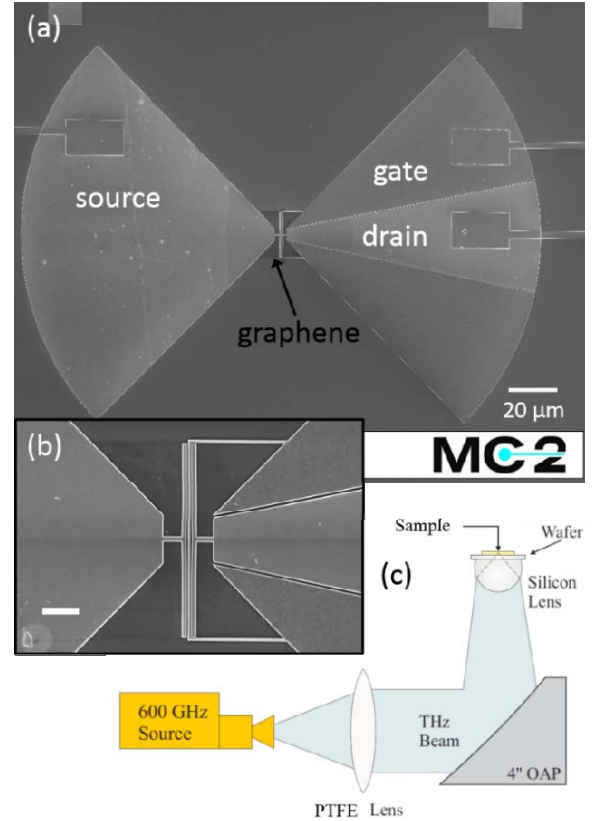 (a)
source
gate
drain
graphene
20 µm
MC2
(b)
(c)
Sample
Wafer
Silicon
Lens
600 GHz
Source
THz
Beam
4" OAP
PTFE Lens